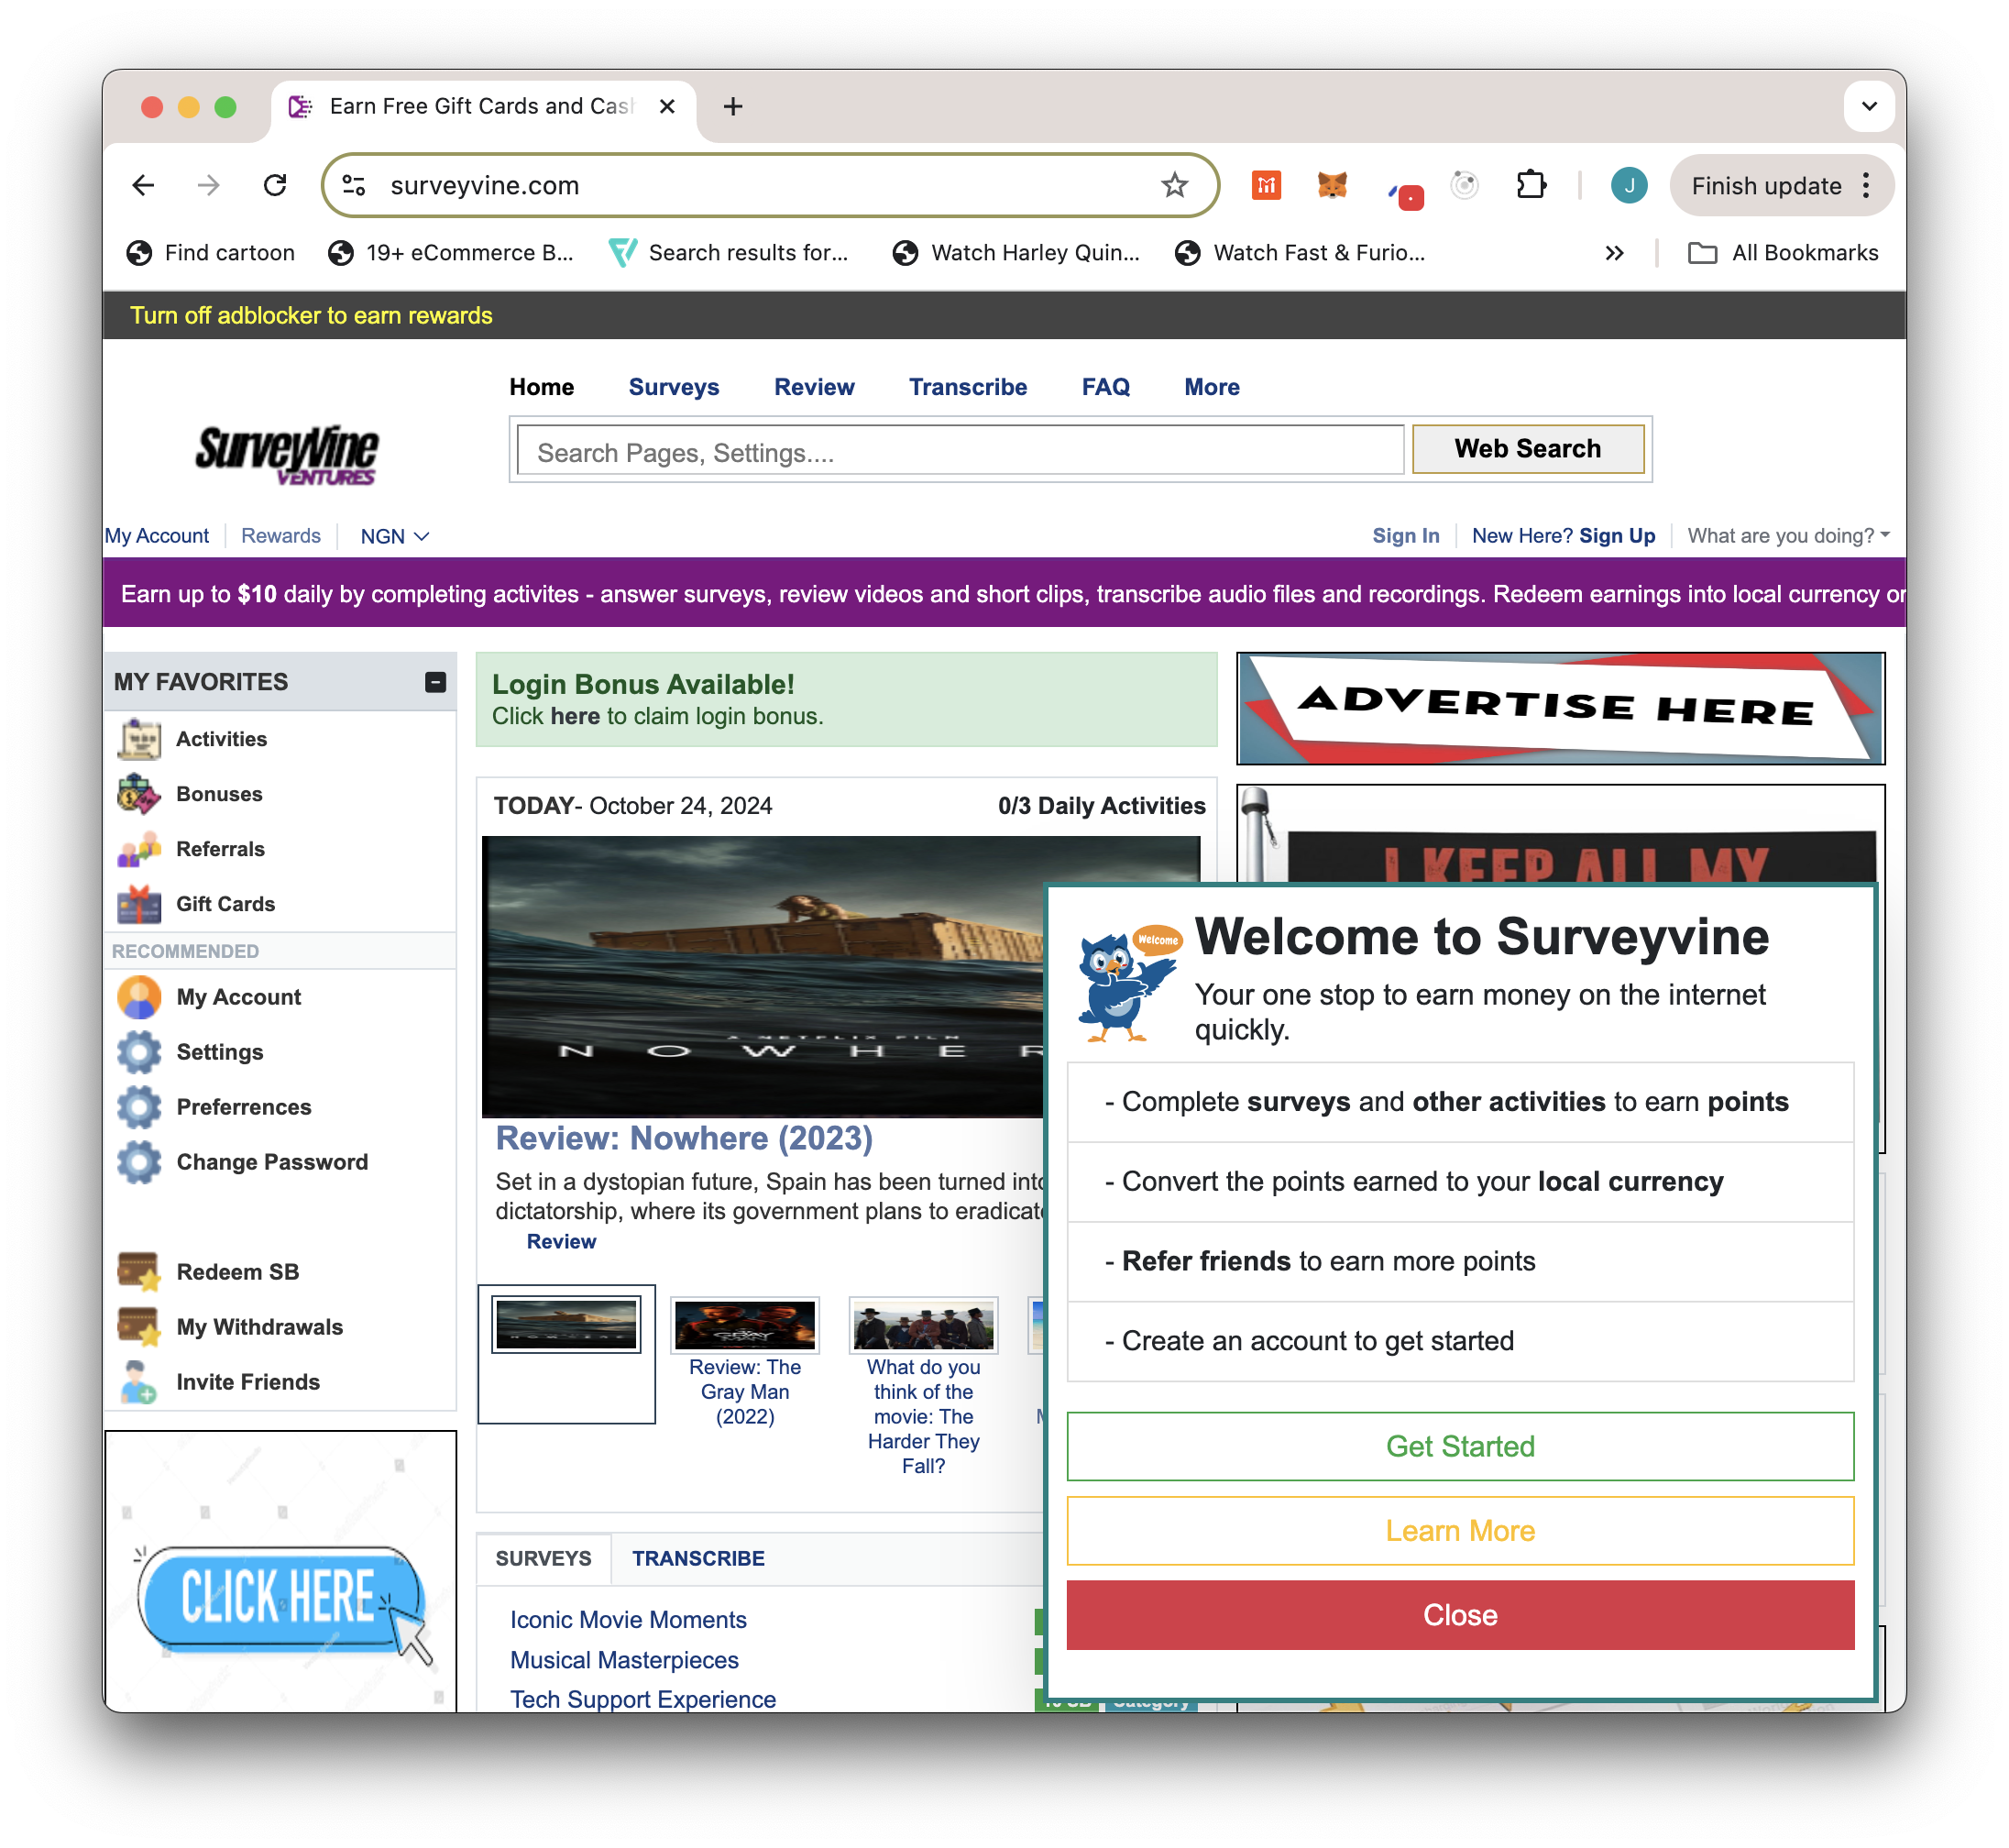 Earn Free Gift Cards and Cash
surveyvine.com
J
Finish update
Find cartoon
19+ eCommerce B...
Search results for...
Watch Harley Quin...
Watch Fast & Furio...
All Bookmarks
Turn off adblocker to earn rewards
Home Surveys Review Transcribe FAQ More
SurveyVine
VENTURES
Search Pages, Settings....
Web Search
My Account Rewards NGN
Sign In New Here? Sign Up What are you doing?
Earn up to $10 daily by completing activites - answer surveys, review videos and short clips, transcribe audio files and recordings. Redeem earnings into local currency or
MY FAVORITES
Activities
Bonuses
Referrals
Gift Cards
RECOMMENDED
My Account
Settings
Preferrences
Change Password
Redeem SB
My Withdrawals
Invite Friends
CLICK HERE
Login Bonus Available!
Click here to claim login bonus.
TODAY- October 24, 2024
0/3 Daily Activities
A NETFLIX FILM
NOWHER
Review: Nowhere (2023)
Set in a dystopian future, Spain has been turned into
dictatorship, where its government plans to eradicate
Review
NOWHERE
GRAY
Review: The
Gray Man
(2022)
What do you
think of the
movie: The
Harder They
Fall?
SURVEYS TRANSCRIBE
Iconic Movie Moments
Musical Masterpieces
Tech Support Experience
10 SB Category
ADVERTISE HERE
I KEEP ALL MY
Welcome
Welcome to Surveyvine
Your one stop to earn money on the internet
quickly.
- Complete surveys and other activities to earn points
- Convert the points earned to your local currency
- Refer friends to earn more points
- Create an account to get started
Get Started
Learn More
Close